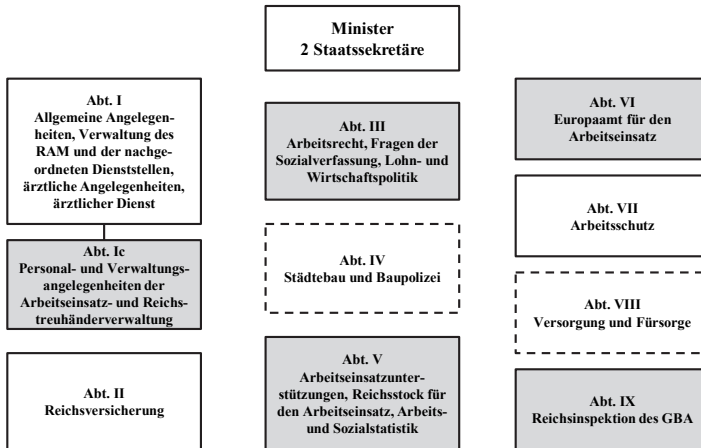 Minister
2 Staatssekretäre
Abt. I
Allgemeine Angelegen-
heiten, Verwaltung des
RAM und der nachge-
ordneten Dienststellen,
ärztliche Angelegenheiten,
ärztlicher Dienst
Abt. Ic
Personal- und Verwaltungs-
angelegenheiten der
Arbeitseinsatz- und Reichs-
treuhänderverwaltung
Abt. II
Reichsversicherung
Abt. III
Arbeitsrecht, Fragen der
Sozialverfassung, Lohn- und
Wirtschaftspolitik
Abt. IV
Städtebau und Baupolizei
Abt. V
Arbeitseinsatzunter-
stützungen, Reichsstock für
den Arbeitseinsatz, Arbeits-
und Sozialstatistik
Abt. VI
Europaamt für den
Arbeitseinsatz
Abt. VII
Arbeitsschutz
Abt. VIII
Versorgung und Fürsorge
Abt. IX
Reichsinspektion des GBA